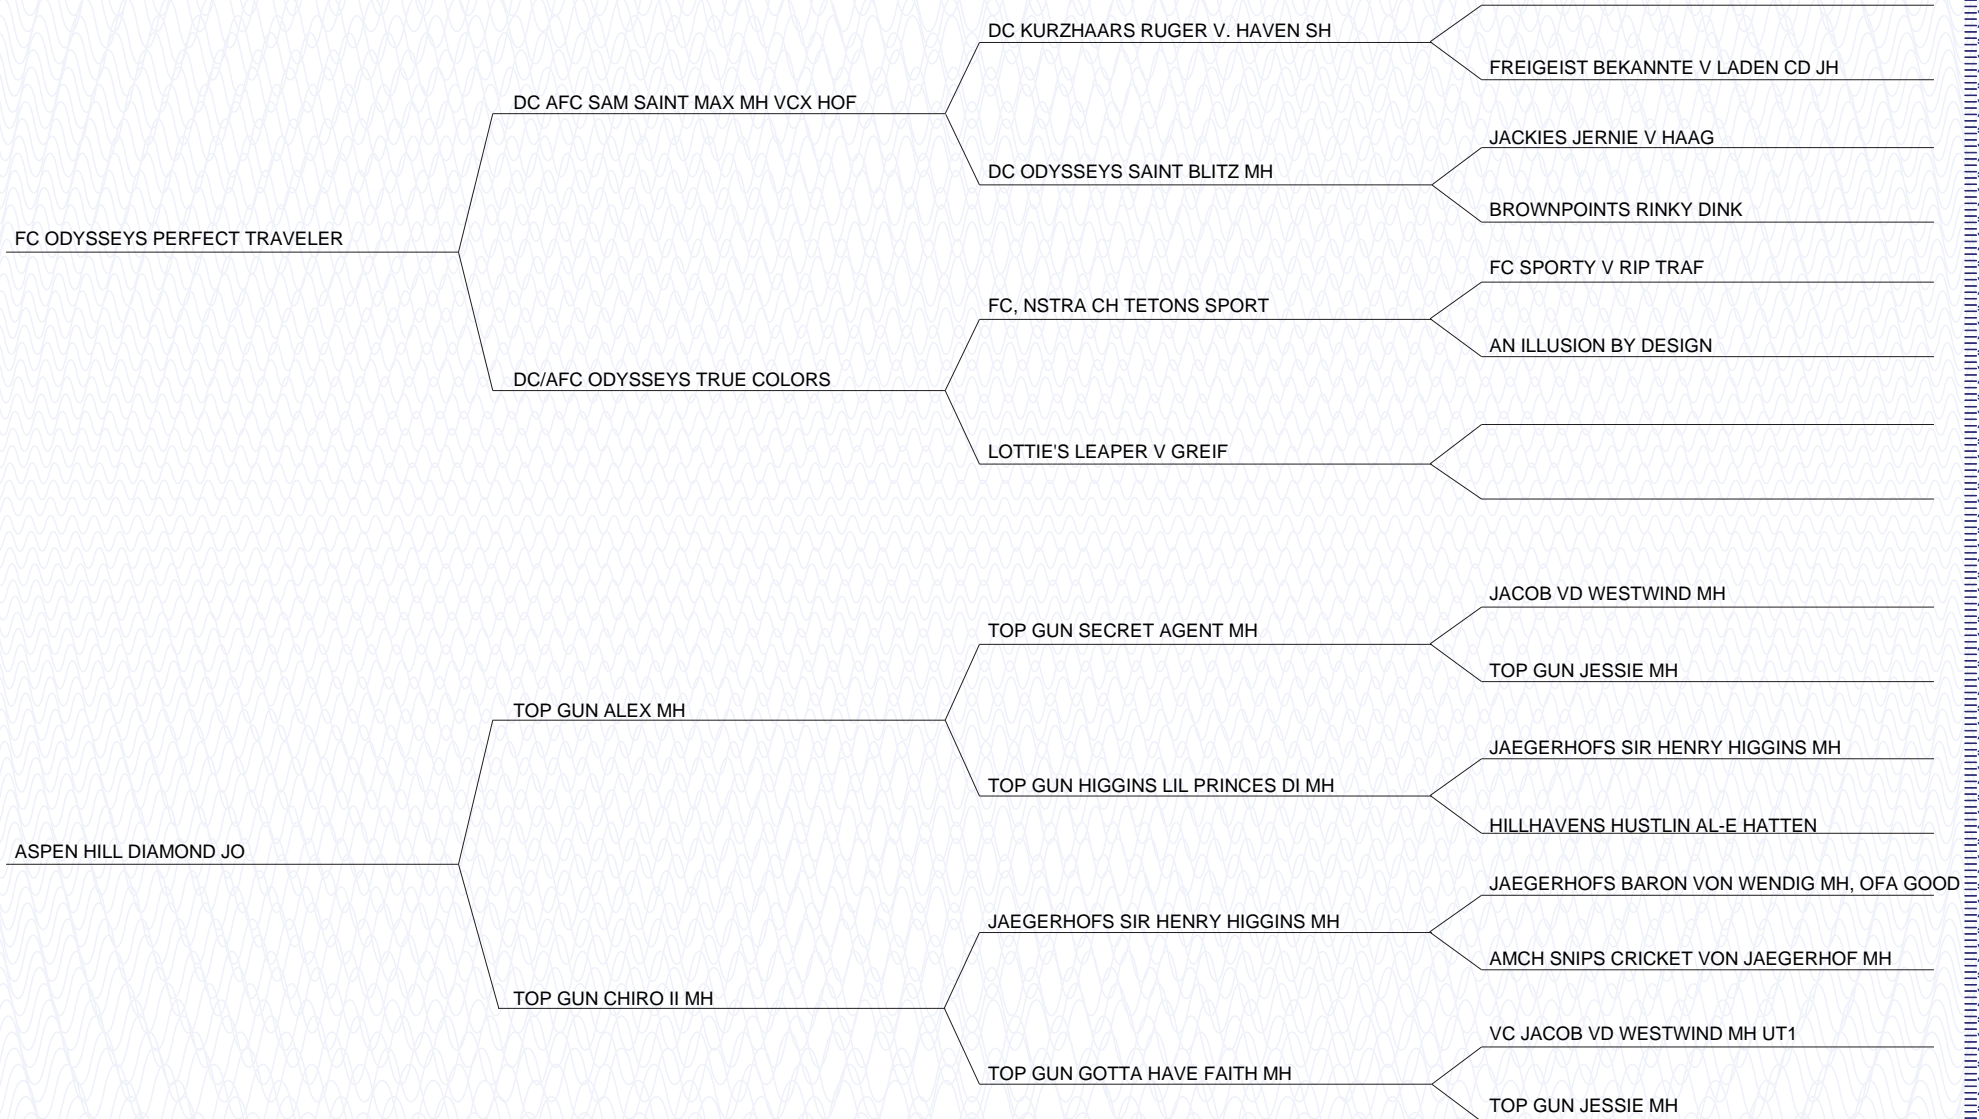 DC KURZHAARS RUGER V. HAVEN SH
FREIGEIST BEKANNTE V LADEN CD JH
DC AFC SAM SAINT MAX MH VCX HOF
JACKIES JERNIE V HAAG
DC ODYSSEYS SAINT BLITZ MH
BROWNPOINTS RINKY DINK
FC ODYSSEYS PERFECT TRAVELER
FC SPORTY V RIP TRAF
FC, NSTRA CH TETONS SPORT
AN ILLUSION BY DESIGN
DC/AFC ODYSSEYS TRUE COLORS
LOTTIE'S LEAPER V GREIF
JACOB VD WESTWIND MH
TOP GUN SECRET AGENT MH
TOP GUN JESSIE MH
TOP GUN ALEX MH
JAEGERHOFS SIR HENRY HIGGINS MH
TOP GUN HIGGINS LIL PRINCES DI MH
HILLHAVENS HUSTLIN AL-E HATTEN
ASPEN HILL DIAMOND JO
JAEGERHOFS BARON VON WENDIG MH, OFA GOOD
JAEGERHOFS SIR HENRY HIGGINS MH
AMCH SNIPS CRICKET VON JAEGERHOF MH
TOP GUN CHIRO II MH
VC JACOB VD WESTWIND MH UT1
TOP GUN GOTTA HAVE FAITH MH
TOP GUN JESSIE MH